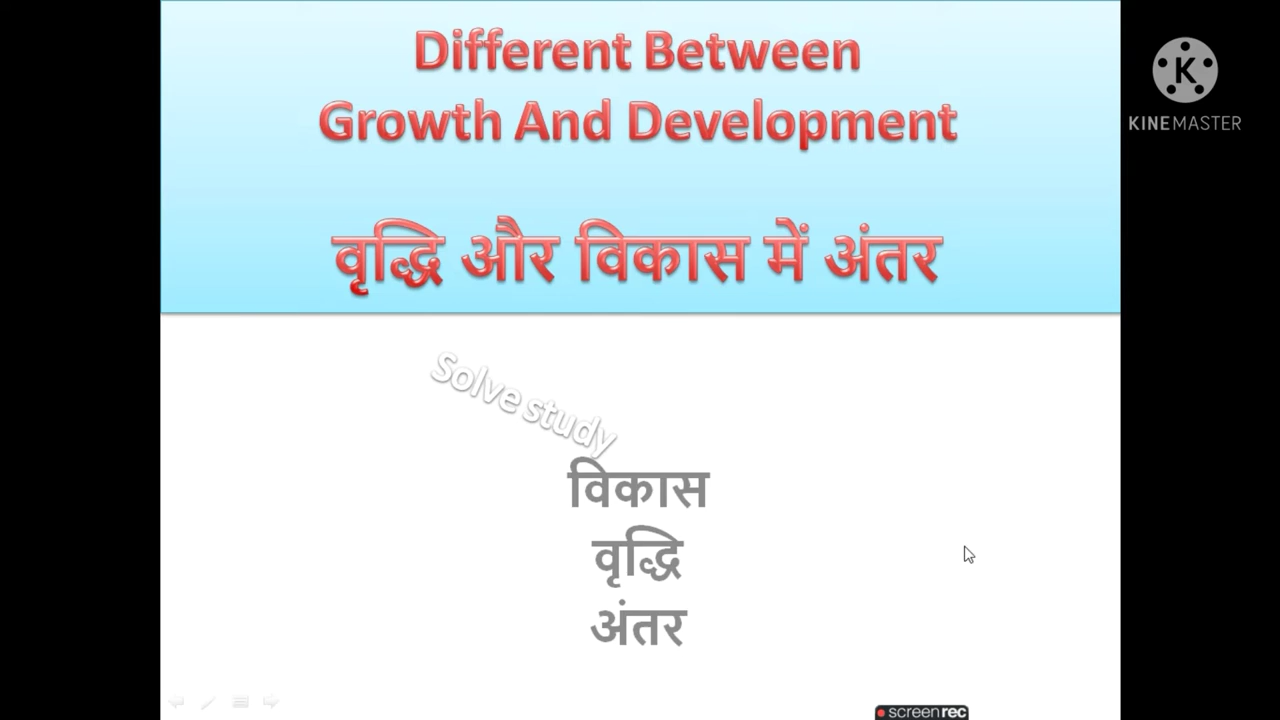 Different Between
Growth And Development
वृद्धि और विकास में अंतर
KINEMASTER
Solve study
विकास
वृद्धि
अंतर
screenrec